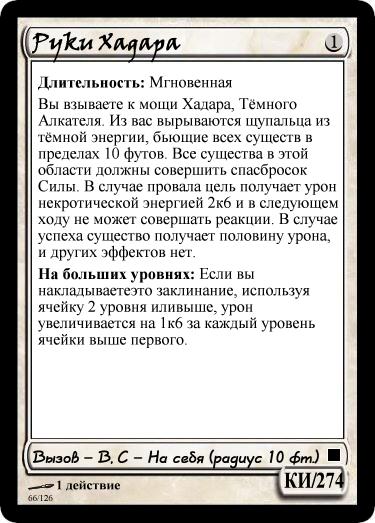 Руки Хадара
1
Длительность: Мгновенная
Вы взываете к мощи Хадара, Тёмного
Алкателя. Из вас вырываются щупальца из
тёмной энергии, бьющие всех существ в
пределах 10 футов. Все существа в этой
области должны совершить спасбросок
Силы. В случае провала цель получает урон
некротической энергией 2к6 и в следующем
ходу не может совершать реакции. В случае
успеха существо получает половину урона,
и других эффектов нет.
На больших уровнях: Если вы
накладываетеэто заклинание, используя
ячейку 2 уровня иливыше, урон
увеличивается на 1к6 за каждый уровень
ячейки выше первого.
Вызов – В, С – На себя (радиус 10 фт.)
КИ/274
1 действие
66/126